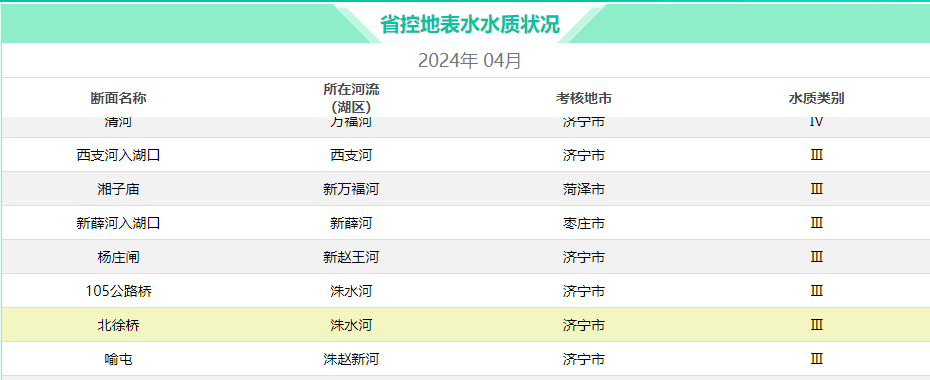 省控地表水水质状况
2024年 04月
断面名称 所在河流（湖区） 考核地市 水质类别
清河 万福河 济宁市 Ⅳ
西支河入湖口 西支河 济宁市 Ⅲ
湘子庙 新万福河 菏泽市 Ⅲ
新薛河入湖口 新薛河 枣庄市 Ⅲ
杨庄闸 新赵王河 济宁市 Ⅲ
105公路桥 洙水河 济宁市 Ⅲ
北徐桥 洙水河 济宁市 Ⅲ
喻屯 洙赵新河 济宁市 Ⅲ